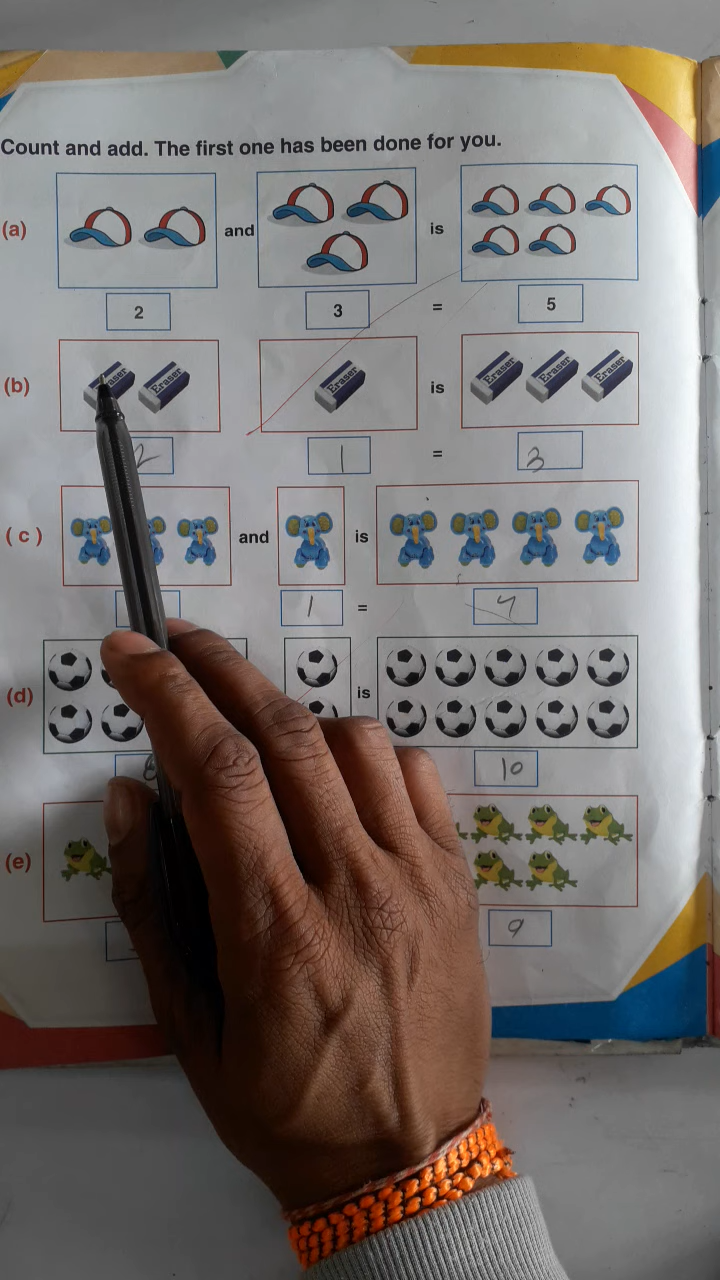 Count and add. The first one has been done for you.
(a) and is
2 3 = 5
(b) Eraser Eraser Eraser is Eraser Eraser Eraser
2 1 = 3
(c) and is
1 = 4
(d) is
10
(e)
9